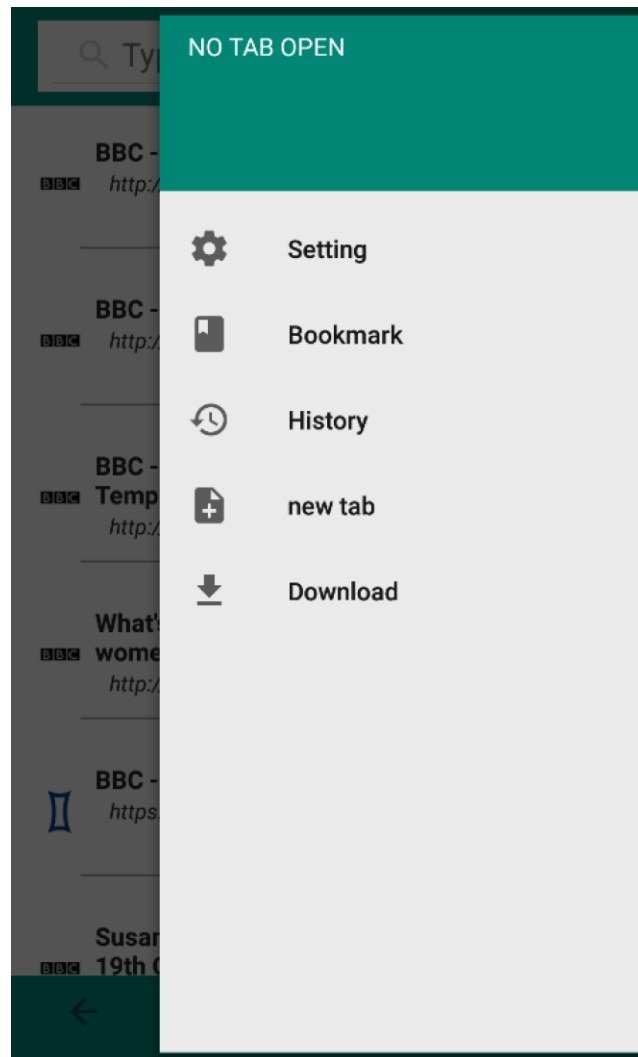 Ty
NO TAB OPEN
BBC -
BBC http:/
Setting
BBC -
BBC http:/
Bookmark
History
BBC -
BBC Temp
http:/
new tab
Download
What's
BBC wome
http:/
BBC -
https:
Susan
BBC 19th